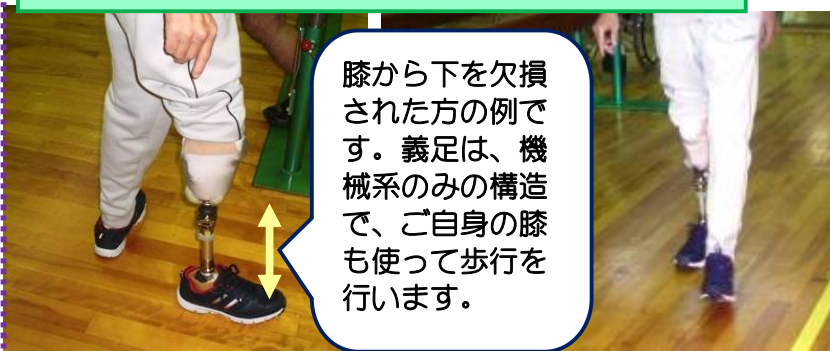 膝から下を欠損
された方の例で
す。義足は、機
械系のみの構造
で、ご自身の膝
も使って歩行を
行います。